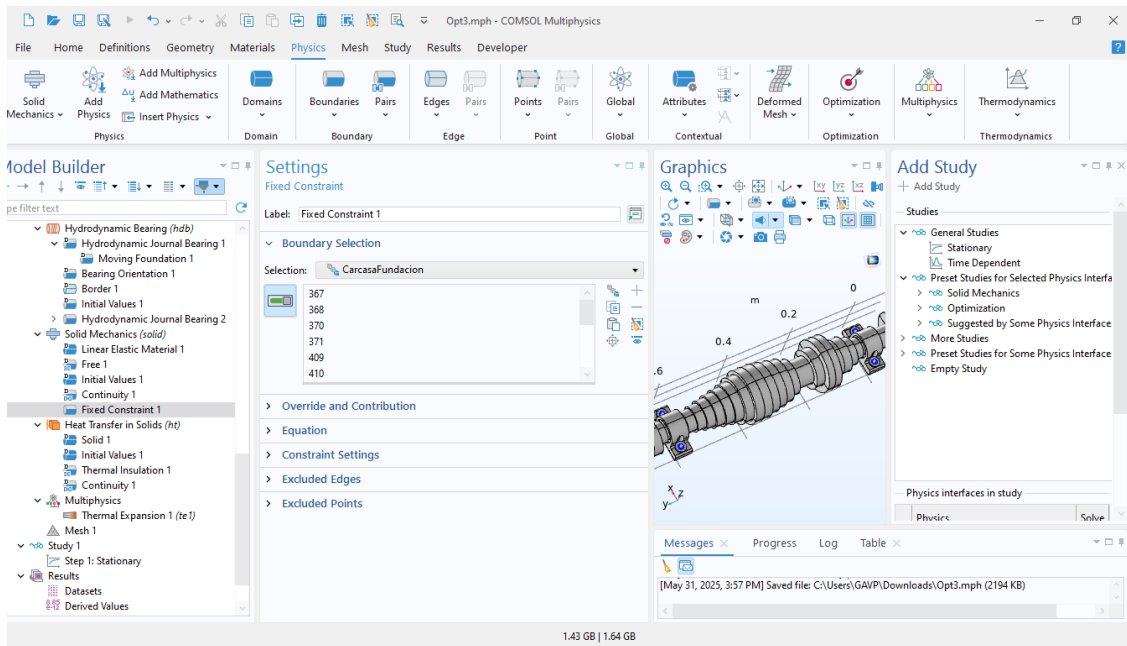 Opt3.mph - COMSOL Multiphysics
File Home Definitions Geometry Materials Physics Mesh Study Results Developer
Solid Mechanics
Add Physics
Add Multiphysics
Add Mathematics
Insert Physics
Physics
Domains
Domain
Boundaries
Pairs
Boundary
Edges
Pairs
Edge
Points
Pairs
Point
Global
Global
Attributes
Contextual
Deformed Mesh
Optimization
Optimization
Multiphysics
Thermodynamics
Thermodynamics
Model Builder
pe filter text
Hydrodynamic Bearing (hdb)
Hydrodynamic Journal Bearing 1
Moving Foundation 1
Bearing Orientation 1
Border 1
Initial Values 1
Hydrodynamic Journal Bearing 2
Solid Mechanics (solid)
Linear Elastic Material 1
Free 1
Initial Values 1
Continuity 1
Fixed Constraint 1
Heat Transfer in Solids (ht)
Solid 1
Initial Values 1
Thermal Insulation 1
Continuity 1
Multiphysics
Thermal Expansion 1 (te1)
Mesh 1
Study 1
Step 1: Stationary
Results
Datasets
Derived Values
Settings
Fixed Constraint
Label: Fixed Constraint 1
Boundary Selection
Selection: CarcasaFundacion
367
368
370
371
409
410
Override and Contribution
Equation
Constraint Settings
Excluded Edges
Excluded Points
Graphics
xy yz xz
m
0
0.2
0.4
.6
x
z
y
Messages Progress Log Table
[May 31, 2025, 3:57 PM] Saved file: C:\Users\GAVP\Downloads\Opt3.mph (2194 KB)
Add Study
+ Add Study
Studies
General Studies
Stationary
Time Dependent
Preset Studies for Selected Physics Interfa
Solid Mechanics
Optimization
Suggested by Some Physics Interface
More Studies
Preset Studies for Some Physics Interface
Empty Study
Physics interfaces in study
Physics Solve
1.43 GB | 1.64 GB